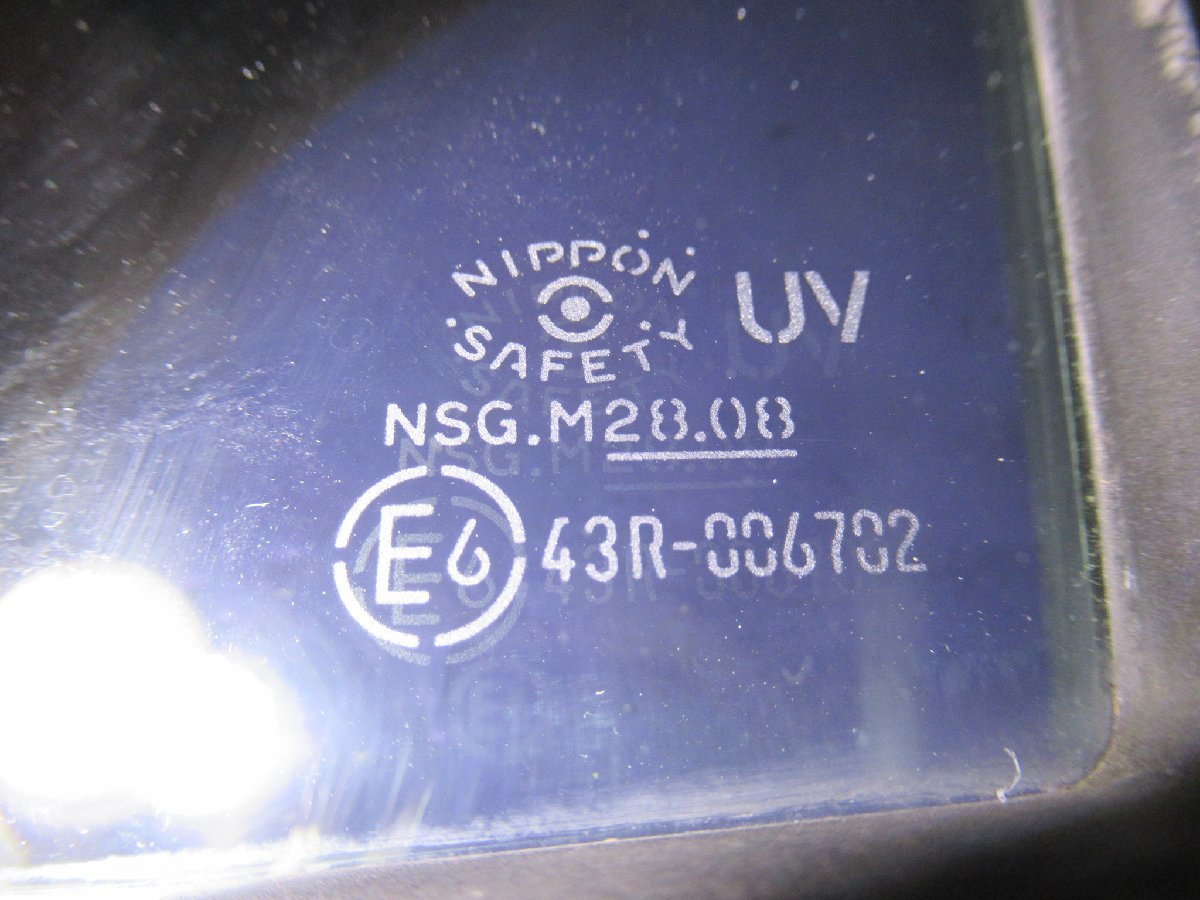 NIPPON
SAFETY
UV
NSG.M28.08
E6 43R-006702